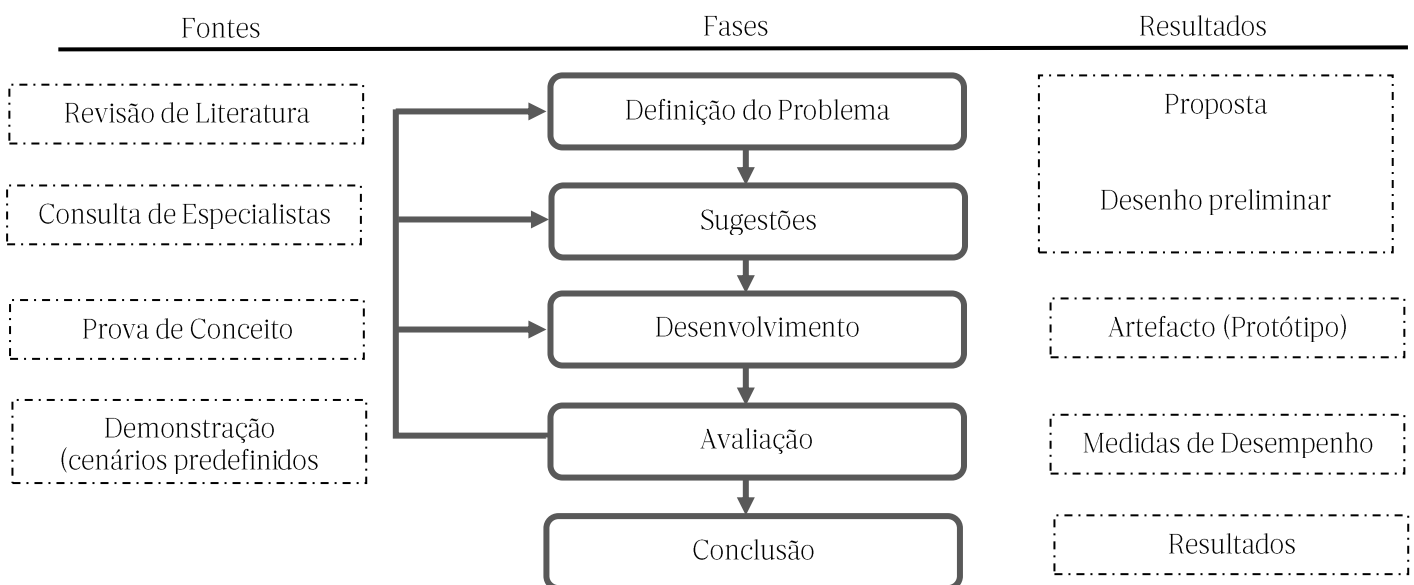 Fontes
Fases
Resultados
Revisão de Literatura
Definição do Problema
Proposta
Consulta de Especialistas
Sugestões
Desenho preliminar
Prova de Conceito
Desenvolvimento
Artefacto (Protótipo)
Demonstração
(cenários predefinidos
Avaliação
Medidas de Desempenho
Conclusão
Resultados